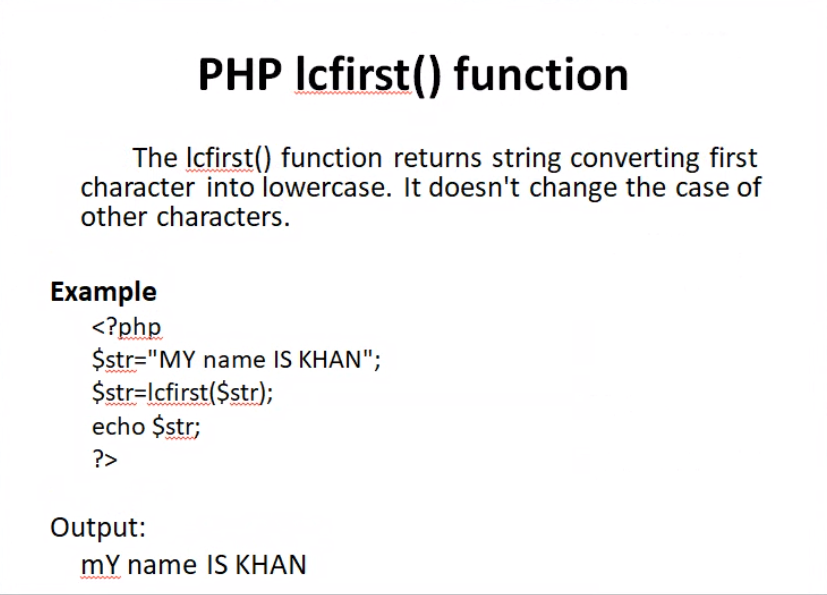 PHP lcfirst() function
The lcfirst() function returns string converting first
character into lowercase. It doesn't change the case of
other characters.
Example
<?php
$str="MY name IS KHAN";
$str=lcfirst($str);
echo $str;
?>
Output:
mY name IS KHAN